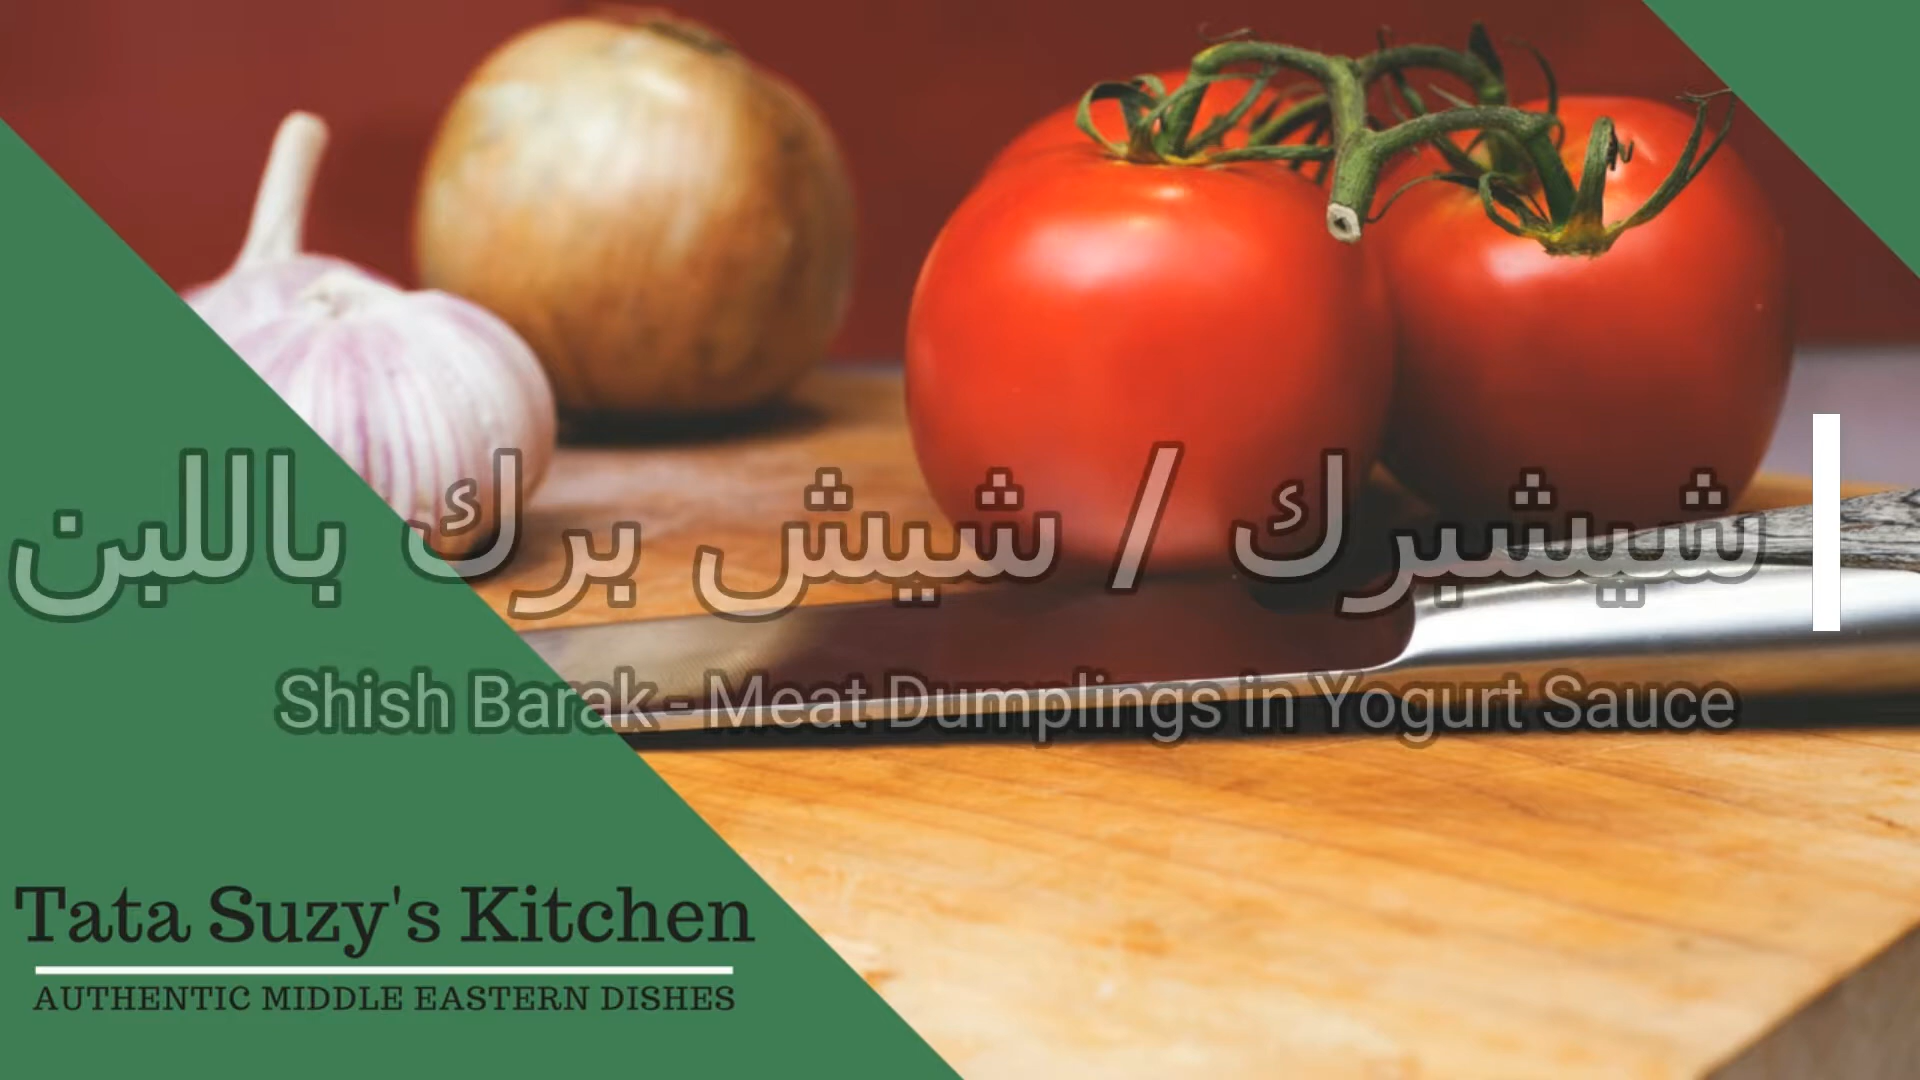 شيشبرك / شيش برك باللبن
Shish Barak - Meat Dumplings in Yogurt Sauce
Tata Suzy's Kitchen
AUTHENTIC MIDDLE EASTERN DISHES